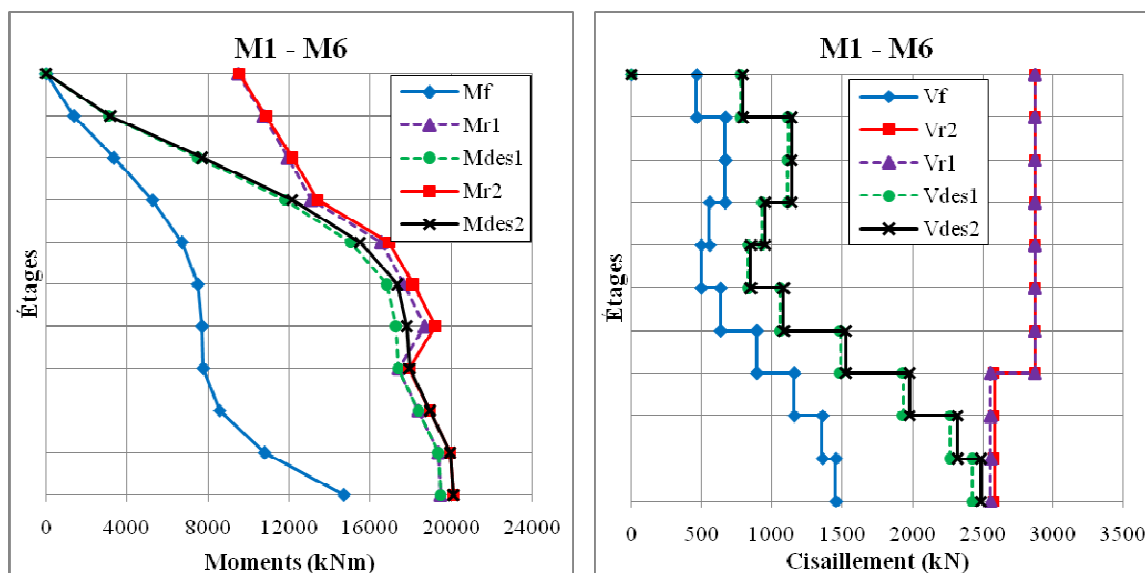 M1 - M6
Mf
Mr1
Mdes1
Mr2
Mdes2
Étages
0 4000 8000 12000 16000 20000 24000
Moments (kNm)
M1 - M6
Vf
Vr2
Vr1
Vdes1
Vdes2
Étages
0 500 1000 1500 2000 2500 3000 3500
Cisaillement (kN)